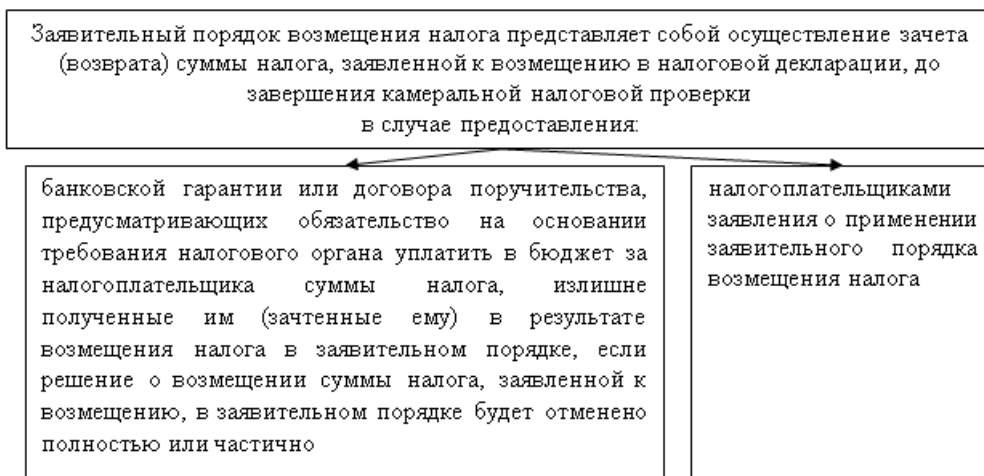 Заявительный порядок возмещения налога представляет собой осуществление зачета
(возврата) суммы налога, заявленной к возмещению в налоговой декларации, до
завершения камеральной налоговой проверки
в случае предоставления:
банковской гарантии или договора поручительства,
предусматривающих обязательство на основании
требования налогового органа уплатить в бюджет за
налогоплательщика суммы налога, излишне
полученные им (зачтенные ему) в результате
возмещения налога в заявительном порядке, если
решение о возмещении суммы налога, заявленной к
возмещению, в заявительном порядке будет отменено
полностью или частично
налогоплательщиками
заявления о применении
заявительного порядка
возмещения налога